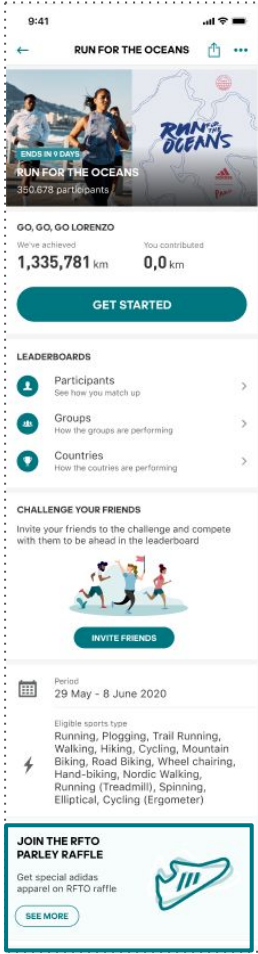 9:41
RUN FOR THE OCEANS
RUN FOR THE
OCEANS
adidas
PARLEY
ENDS IN 9 DAYS
RUN FOR THE OCEANS
350.678 participants
GO, GO, GO LORENZO
We've achieved
You contributed
1,335,781 km
0,0 km
GET STARTED
LEADERBOARDS
Participants
See how you match up
Groups
How the groups are performing
Countries
How the coutries are performing
CHALLENGE YOUR FRIENDS
Invite your friends to the challenge and compete
with them to be ahead in the leaderboard
INVITE FRIENDS
Period
29 May - 8 June 2020
Eligible sports type
Running, Plogging, Trail Running,
Walking, Hiking, Cycling, Mountain
Biking, Road Biking, Wheel chairing,
Hand-biking, Nordic Walking,
Running (Treadmill), Spinning,
Elliptical, Cycling (Ergometer)
JOIN THE RFTO
PARLEY RAFFLE
Get special adidas
apparel on RFTO raffle
SEE MORE